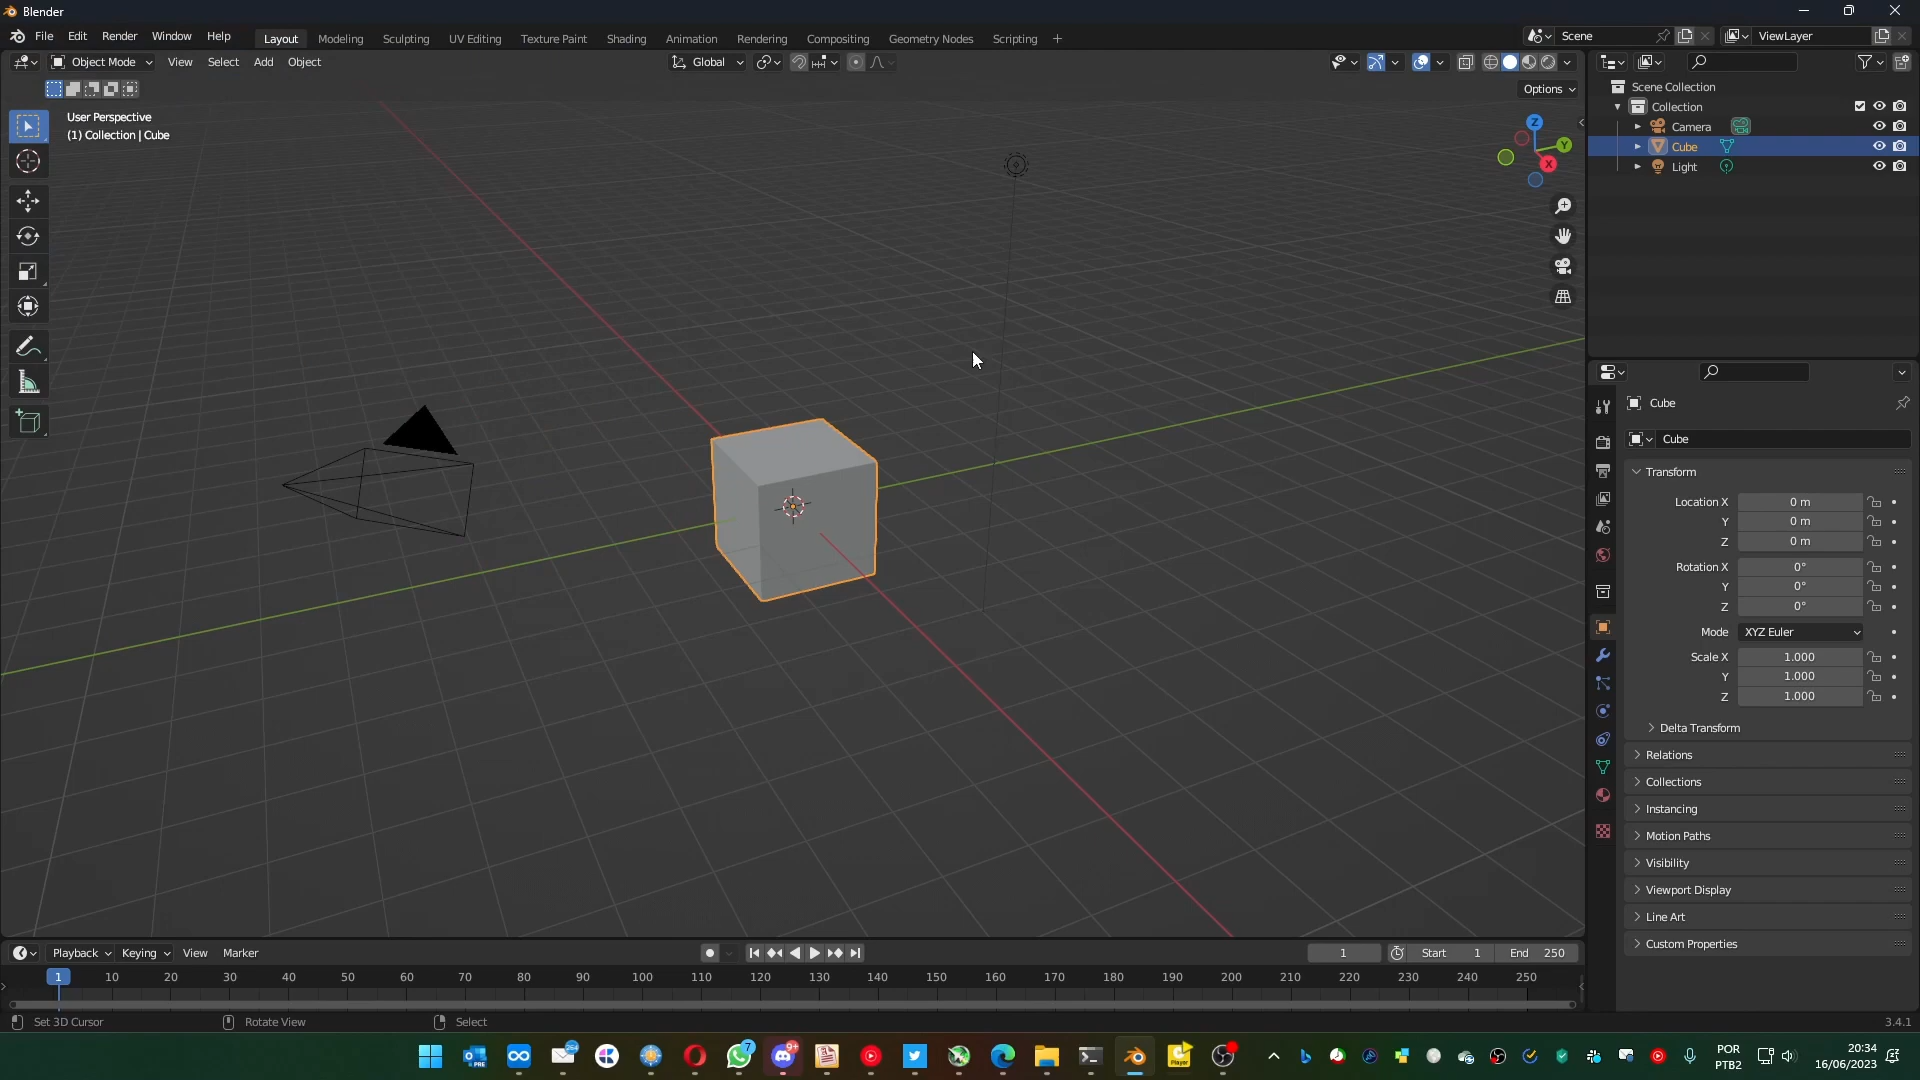 Blender
File Edit Render Window Help Layout Modeling Sculpting UV Editing Texture Paint Shading Animation Rendering Compositing Geometry Nodes Scripting + Scene ViewLayer
Object Mode View Select Add Object Global
Options
User Perspective
(1) Collection | Cube
Z
Y
X
Scene Collection
Collection
Camera
Cube
Light
Cube
Cube
Transform
Location X 0 m
Y 0 m
Z 0 m
Rotation X 0°
Y 0°
Z 0°
Mode XYZ Euler
Scale X 1.000
Y 1.000
Z 1.000
Delta Transform
Relations
Collections
Instancing
Motion Paths
Visibility
Viewport Display
Line Art
Custom Properties
Playback Keying View Marker 1 Start 1 End 250
1 10 20 30 40 50 60 70 80 90 100 110 120 130 140 150 160 170 180 190 200 210 220 230 240 250
Set 3D Cursor Rotate View Select 3.4.1
PRE 264 7 9+ Player
POR
PTB2
20:34
16/06/2023